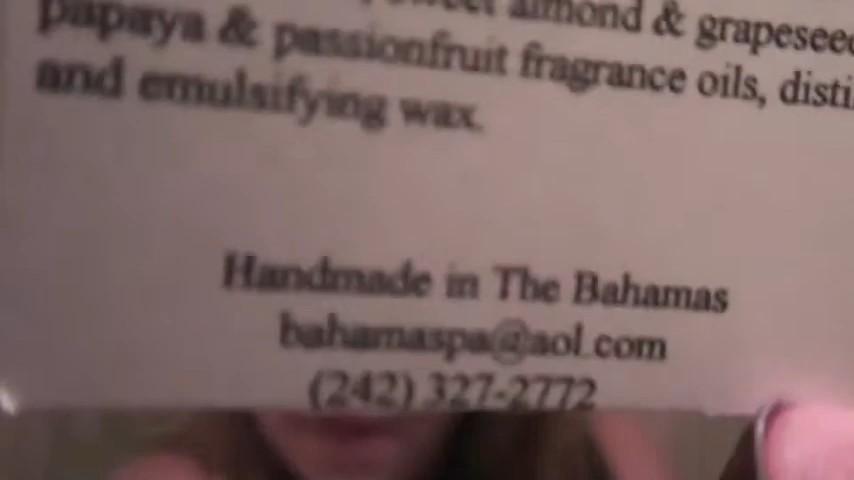 sweet almond & grapeseed
papaya & passionfruit fragrance oils, disti
and emulsifying wax.
Handmade in The Bahamas
bahamaspa@aol.com
(242) 327-2772